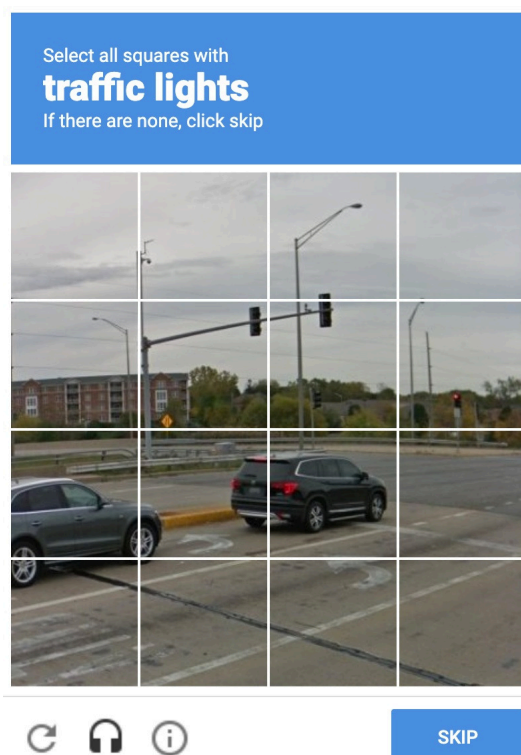 Select all squares with
traffic lights
If there are none, click skip
SKIP